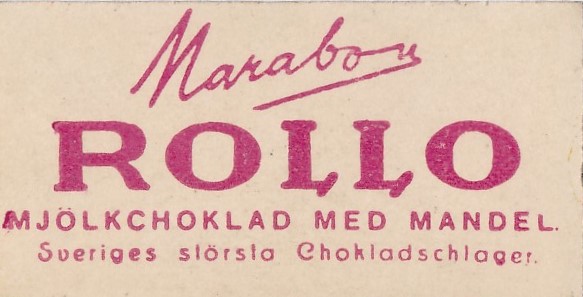 Marabou
ROLLO
MJÖLKCHOKLAD MED MANDEL.
Sveriges största Chokladschlager.